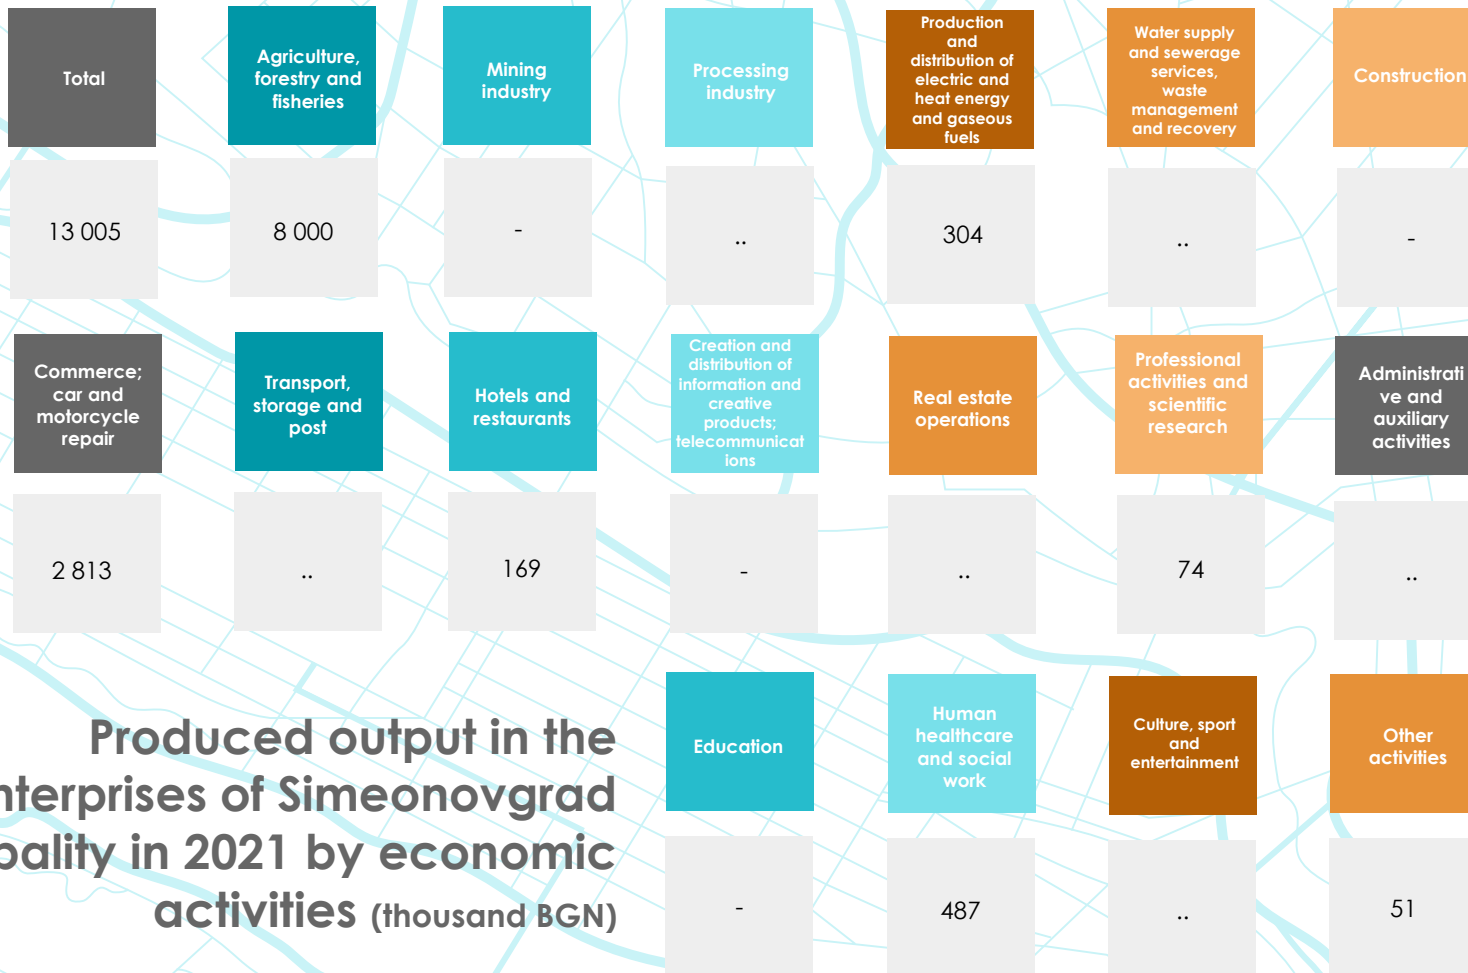 Total
Agriculture,
forestry and
fisheries
Mining
industry
Processing
industry
Production
and
distribution of
electric and
heat energy
and gaseous
fuels
Water supply
and sewerage
services,
waste
management
and recovery
Construction
13 005
8 000
-
..
304
..
-
Commerce;
car and
motorcycle
repair
Transport,
storage and
post
Hotels and
restaurants
Creation and
distribution of
information and
creative
products;
telecommunicat
ions
Real estate
operations
Professional
activities and
scientific
research
Administrati
ve and
auxiliary
activities
2 813
..
169
-
..
74
..
Produced output in the
nterprises of Simeonovgrad
pality in 2021 by economic
activities (thousand BGN)
Education
Human
healthcare
and social
work
Culture, sport
and
entertainment
Other
activities
-
487
..
51